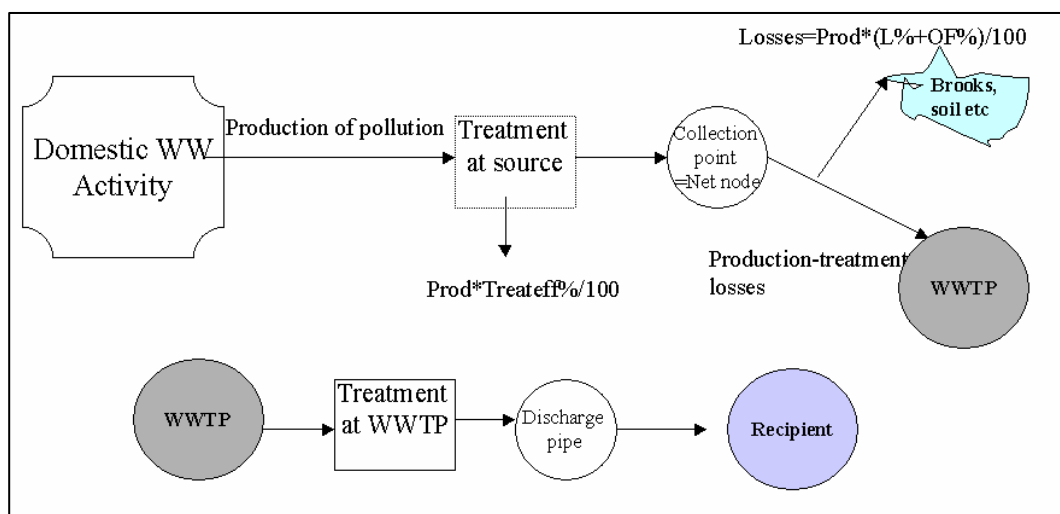 Losses=Prod*(L%+OF%)/100
Brooks,
soil etc
Domestic WW
Activity
Production of pollution
Treatment
at source
Collection
point
=Net node
Prod*Treateff%/100
Production-treatment
losses
WWTP
WWTP
Treatment
at WWTP
Discharge
pipe
Recipient